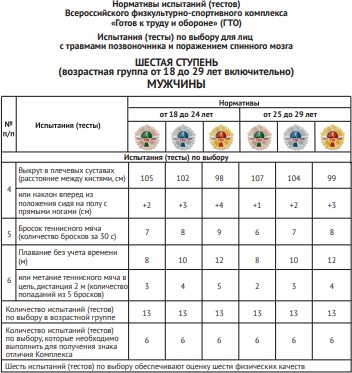 Нормативы испытаний (тестов)
Всероссийского физкультурно-спортивного комплекса
«Готов к труду и обороне» (ГТО)
Испытания (тесты) по выбору для лиц
с травмами позвоночника и поражением спинного мозга
ШЕСТАЯ СТУПЕНЬ
(возрастная группа от 18 до 29 лет включительно)
МУЖЧИНЫ
№ п/п
Испытания (тесты)
Нормативы
от 18 до 24 лет
от 25 до 29 лет
Испытания (тесты) по выбору
4
Выкрут в плечевых суставах
(расстояние между кистями, см)
105 102 98 107 104 99
или наклон вперед из
положения сидя на полу с
прямыми ногами (см)
+2 +3 +4 +1 +2 +3
5
Бросок теннисного мяча
(количество бросков за 30 с)
7 8 9 6 7 8
6
Плавание без учета времени
(м)
8 10 12 8 10 12
или метание теннисного мяча в
цель, дистанция 2 м (количество
попаданий из 5 бросков)
3 4 5 2 3 4
Количество испытаний (тестов)
по выбору в возрастной группе
13 13 13 13 13 13
Количество испытаний (тестов)
по выбору, которые необходимо
выполнить для получения знака
отличия Комплекса
6 6 6 6 6 6
Шесть испытаний (тестов) по выбору обеспечивают оценку шести физических качеств